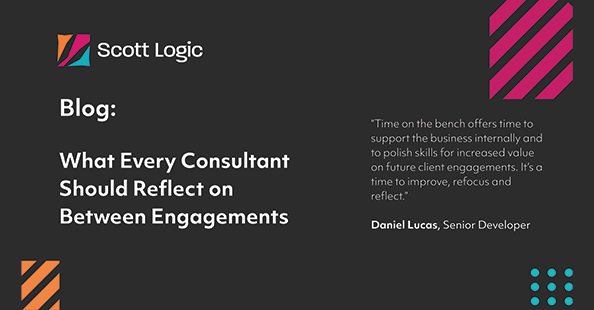 Scott Logic
Blog:
What Every Consultant
Should Reflect on
Between Engagements
“Time on the bench offers time to
support the business internally and
to polish skills for increased value
on future client engagements. It’s a
time to improve, refocus and
reflect.”
Daniel Lucas, Senior Developer